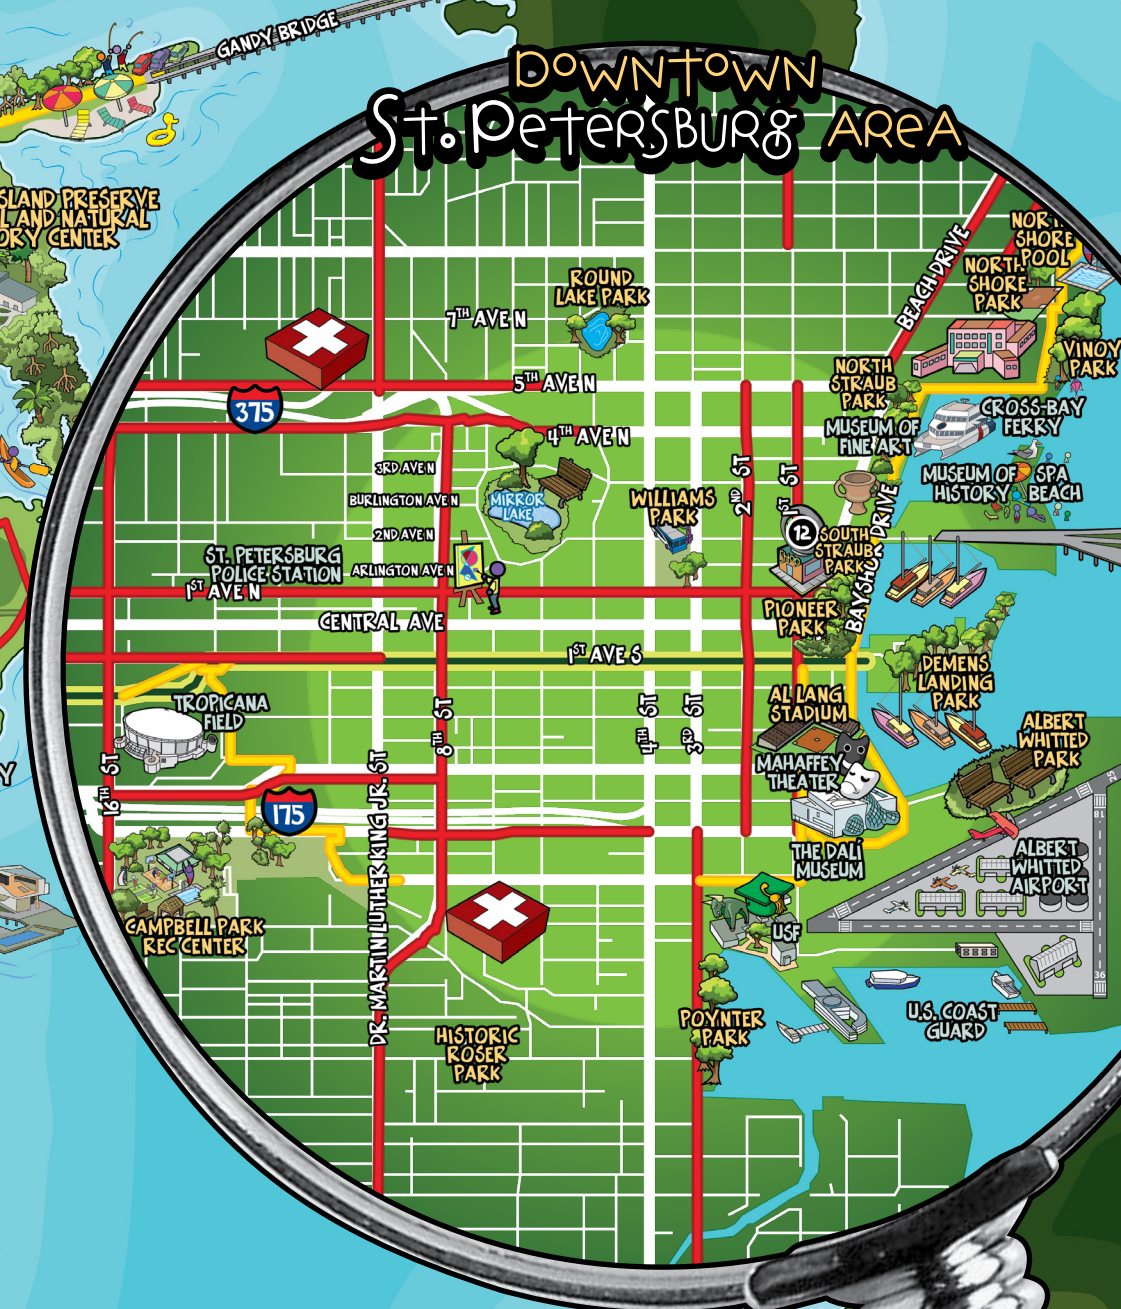 GANDY BRIDGE
DOWNTOWN
ST. PETERSBURG AREA
SLAND PRESERVE
L AND NATURAL
ORY CENTER
NORTH
SHORE
POOL
BEACH DRIVE
NORTH
SHORE
PARK
ROUND
LAKE PARK
7TH AVE N
VINOY
PARK
NORTH
STRAUB
PARK
5TH AVE N
375
CROSS-BAY
FERRY
MUSEUM OF
FINE ART
4TH AVE N
3RD AVE N
MUSEUM OF
HISTORY
SPA
BEACH
BURLINGTON AVE N
MIRROR
LAKE
WILLIAMS
PARK
2ND ST
1ST ST
2ND AVE N
12
SOUTH
STRAUB
PARK
BAYSHORE DRIVE
ST. PETERSBURG
POLICE STATION
ARLINGTON AVE N
1ST AVE N
SHOP
PIONEER
PARK
CENTRAL AVE
1ST AVE S
DEMENS
LANDING
PARK
TROPICANA
FIELD
AL LANG
STADIUM
8TH ST
4TH ST
3RD ST
ALBERT
WHITTED
PARK
MAHAFFEY
THEATER
16TH ST
DR. MARTIN LUTHER KING JR. ST
175
25
18
THE DALÍ
MUSEUM
ALBERT
WHITTED
AIRPORT
7
CAMPBELL PARK
REC CENTER
USF
36
POYNTER
PARK
U.S. COAST
GUARD
HISTORIC
ROSER
PARK
Y